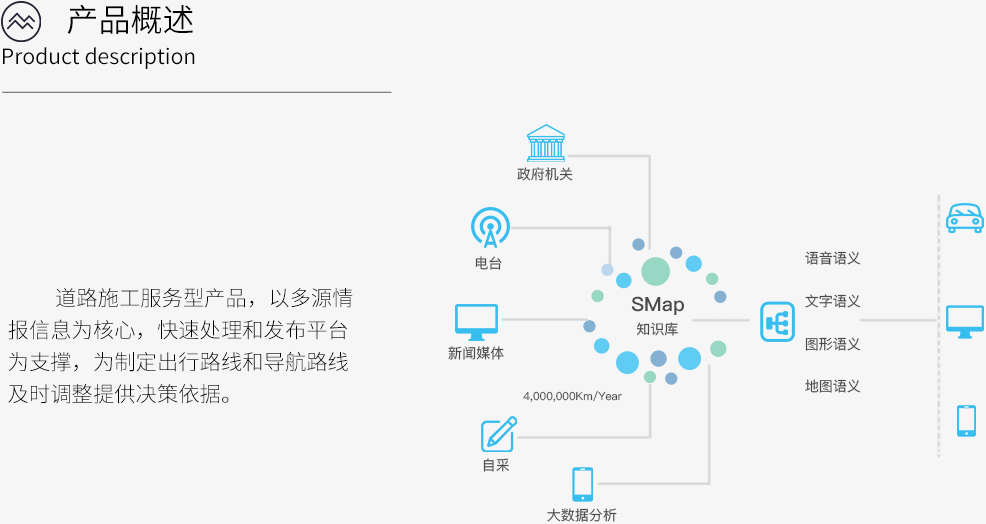 产品概述
Product description
道路施工服务型产品，以多源情
报信息为核心，快速处理和发布平台
为支撑，为制定出行路线和导航路线
及时调整提供决策依据。
政府机关
电台
新闻媒体
4,000,000Km/Year
自采
大数据分析
SMap
知识库
语音语义
文字语义
图形语义
地图语义